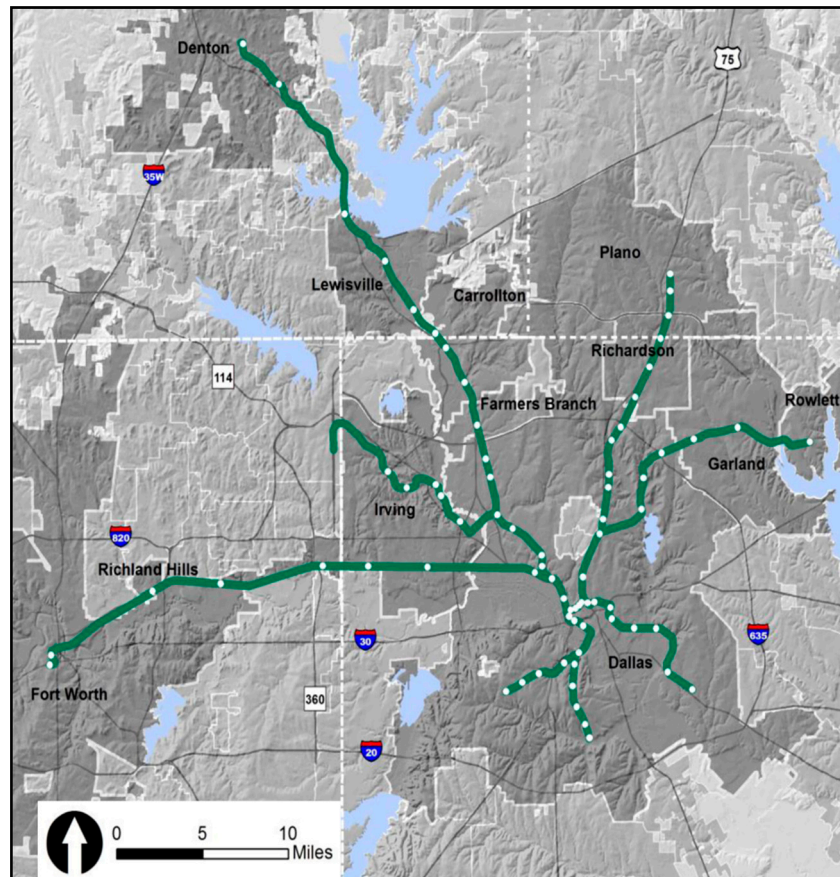 Denton
75
35W
Plano
Lewisville
Carrollton
Richardson
114
Rowlett
Farmers Branch
Garland
Irving
820
Richland Hills
30
635
Dallas
Fort Worth
360
20
0 5 10
Miles